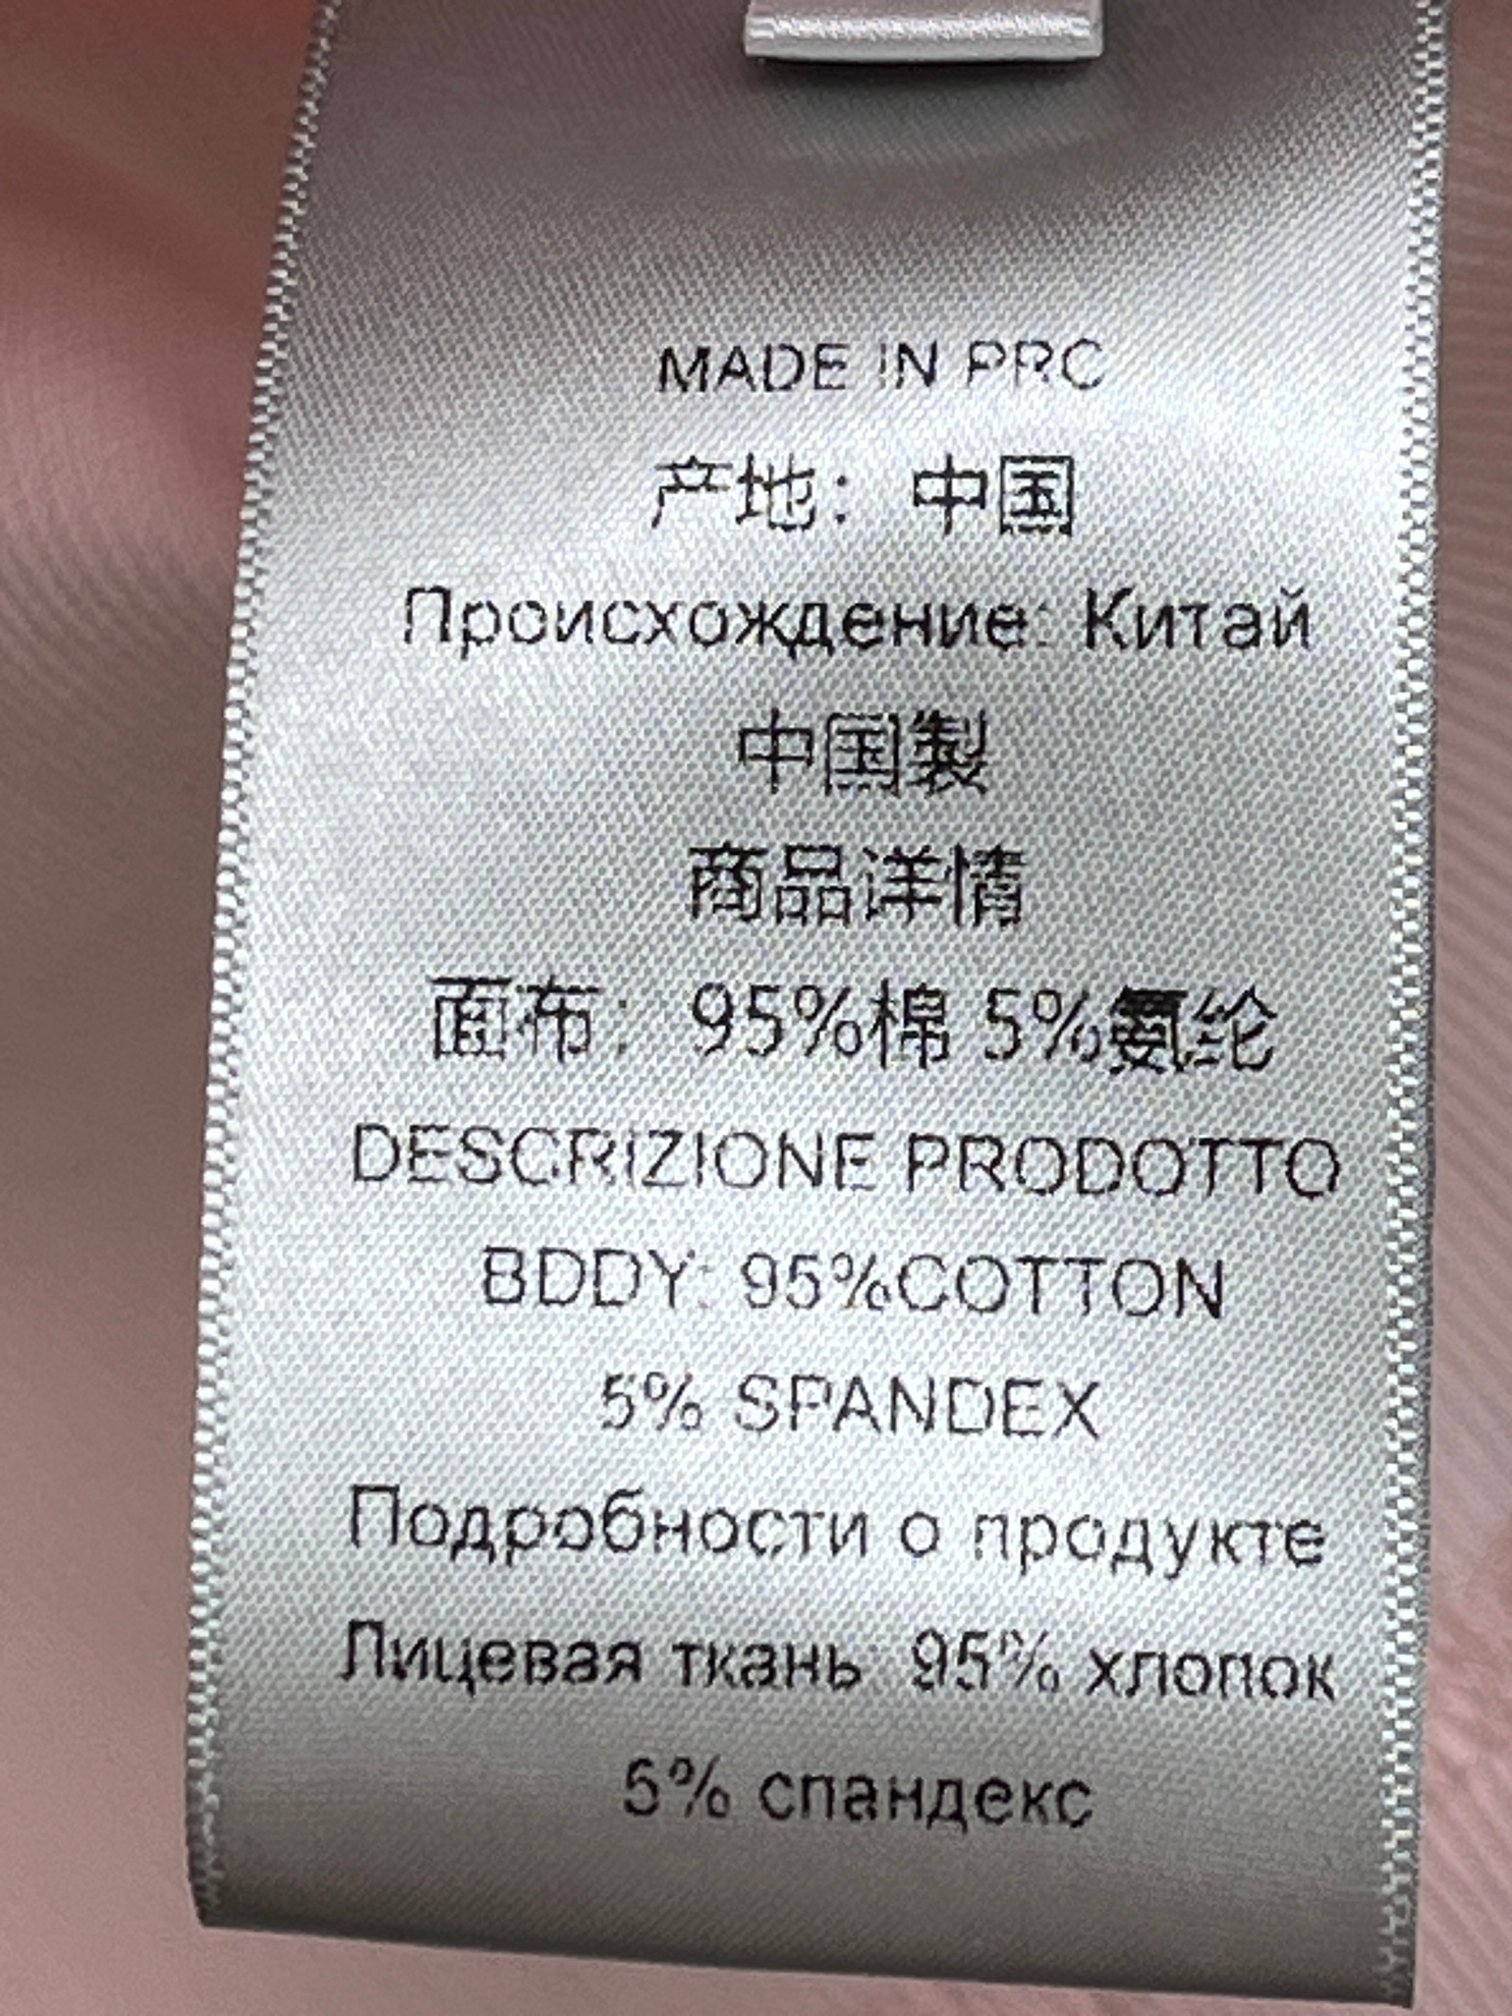 MADE IN PRC
产地：中国
Происхождение: Китай
中国製
商品详情
面布：95%棉 5%氨纶
DESCRIZIONE PRODOTTO
BDDY: 95%COTTON
5% SPANDEX
Подробности о продукте
Лицевая ткань 95% хлопок
5% спандекс